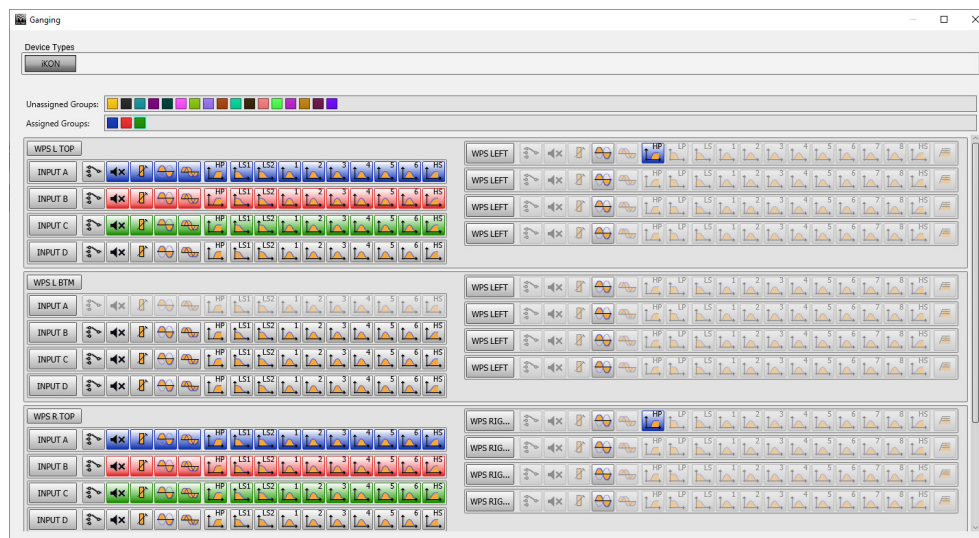 Ganging
Device Types
iKON
Unassigned Groups:
Assigned Groups:
WPS L TOP
INPUT A HP LS1 LS2 1 2 3 4 5 6 HS
INPUT B HP LS1 LS2 1 2 3 4 5 6 HS
INPUT C HP LS1 LS2 1 2 3 4 5 6 HS
INPUT D HP LS1 LS2 1 2 3 4 5 6 HS
WPS LEFT HP LP LS 1 2 3 4 5 6 7 8 HS
WPS LEFT HP LP LS 1 2 3 4 5 6 7 8 HS
WPS LEFT HP LP LS 1 2 3 4 5 6 7 8 HS
WPS LEFT HP LP LS 1 2 3 4 5 6 7 8 HS
WPS L BTM
INPUT A HP LS1 LS2 1 2 3 4 5 6 HS
INPUT B HP LS1 LS2 1 2 3 4 5 6 HS
INPUT C HP LS1 LS2 1 2 3 4 5 6 HS
INPUT D HP LS1 LS2 1 2 3 4 5 6 HS
WPS LEFT HP LP LS 1 2 3 4 5 6 7 8 HS
WPS LEFT HP LP LS 1 2 3 4 5 6 7 8 HS
WPS LEFT HP LP LS 1 2 3 4 5 6 7 8 HS
WPS LEFT HP LP LS 1 2 3 4 5 6 7 8 HS
WPS R TOP
INPUT A HP LS1 LS2 1 2 3 4 5 6 HS
INPUT B HP LS1 LS2 1 2 3 4 5 6 HS
INPUT C HP LS1 LS2 1 2 3 4 5 6 HS
INPUT D HP LS1 LS2 1 2 3 4 5 6 HS
WPS RIG... HP LP LS 1 2 3 4 5 6 7 8 HS
WPS RIG... HP LP LS 1 2 3 4 5 6 7 8 HS
WPS RIG... HP LP LS 1 2 3 4 5 6 7 8 HS
WPS RIG... HP LP LS 1 2 3 4 5 6 7 8 HS